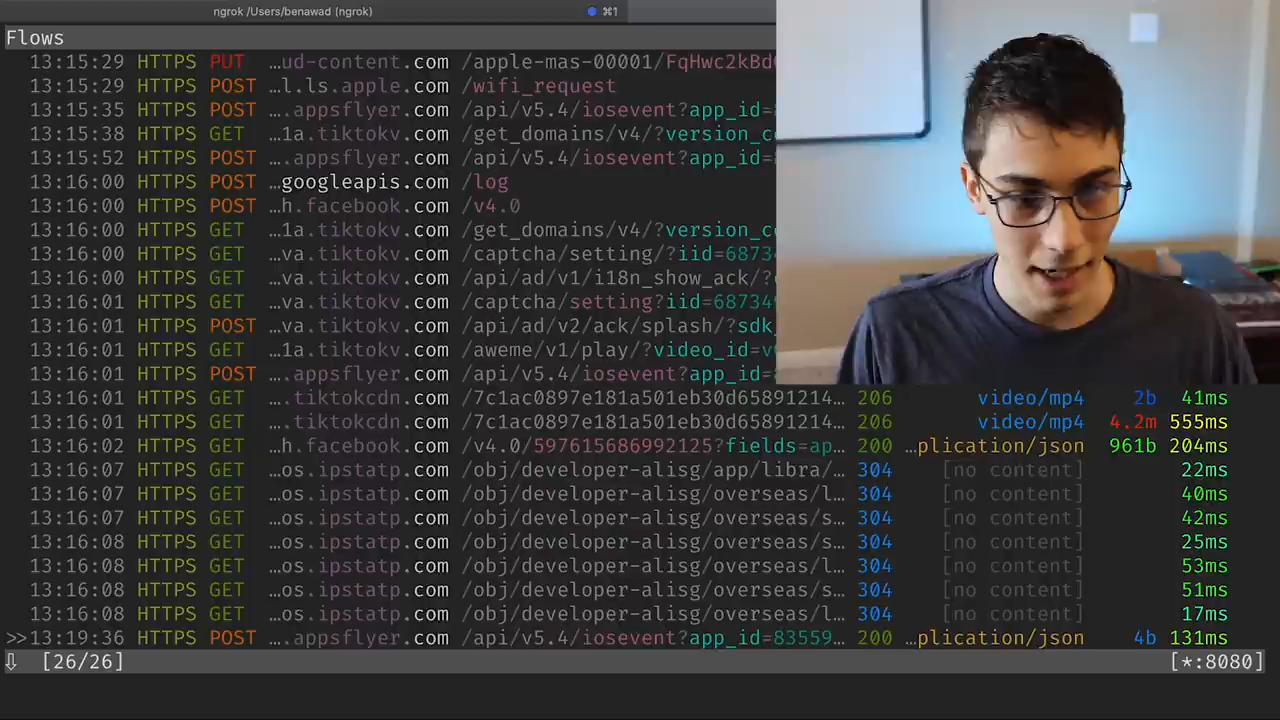 ngrok /Users/benawad (ngrok) ⌘1
Flows
13:15:29 HTTPS PUT …ud-content.com /apple-mas-00001/FqHwc2kBd
13:15:29 HTTPS POST …l.ls.apple.com /wifi_request
13:15:35 HTTPS POST ….appsflyer.com /api/v5.4/iosevent?app_id=
13:15:38 HTTPS GET …1a.tiktokv.com /get_domains/v4/?version_c
13:15:52 HTTPS POST ….appsflyer.com /api/v5.4/iosevent?app_id=
13:16:00 HTTPS POST …googleapis.com /log
13:16:00 HTTPS POST …h.facebook.com /v4.0
13:16:00 HTTPS GET …1a.tiktokv.com /get_domains/v4/?version_c
13:16:00 HTTPS GET …va.tiktokv.com /captcha/setting/?iid=6873
13:16:00 HTTPS GET …va.tiktokv.com /api/ad/v1/i18n_show_ack/?
13:16:01 HTTPS GET …va.tiktokv.com /captcha/setting?iid=68734
13:16:01 HTTPS POST …va.tiktokv.com /api/ad/v2/ack/splash/?sdk
13:16:01 HTTPS GET …1a.tiktokv.com /aweme/v1/play/?video_id=v
13:16:01 HTTPS POST ….appsflyer.com /api/v5.4/iosevent?app_id=
13:16:01 HTTPS GET ….tiktokcdn.com /7c1ac0897e181a501eb30d65891214… 206 video/mp4 2b 41ms
13:16:01 HTTPS GET ….tiktokcdn.com /7c1ac0897e181a501eb30d65891214… 206 video/mp4 4.2m 555ms
13:16:02 HTTPS GET …h.facebook.com /v4.0/597615686992125?fields=ap… 200 …plication/json 961b 204ms
13:16:07 HTTPS GET …os.ipstatp.com /obj/developer-alisg/app/libra/… 304 [no content] 22ms
13:16:07 HTTPS GET …os.ipstatp.com /obj/developer-alisg/overseas/l… 304 [no content] 40ms
13:16:07 HTTPS GET …os.ipstatp.com /obj/developer-alisg/overseas/s… 304 [no content] 42ms
13:16:08 HTTPS GET …os.ipstatp.com /obj/developer-alisg/overseas/s… 304 [no content] 25ms
13:16:08 HTTPS GET …os.ipstatp.com /obj/developer-alisg/overseas/s… 304 [no content] 53ms
13:16:08 HTTPS GET …os.ipstatp.com /obj/developer-alisg/overseas/s… 304 [no content] 51ms
13:16:08 HTTPS GET …os.ipstatp.com /obj/developer-alisg/overseas/l… 304 [no content] 17ms
>>13:19:36 HTTPS POST ….appsflyer.com /api/v5.4/iosevent?app_id=83559… 200 …plication/json 4b 131ms
⇩ [26/26] [*:8080]